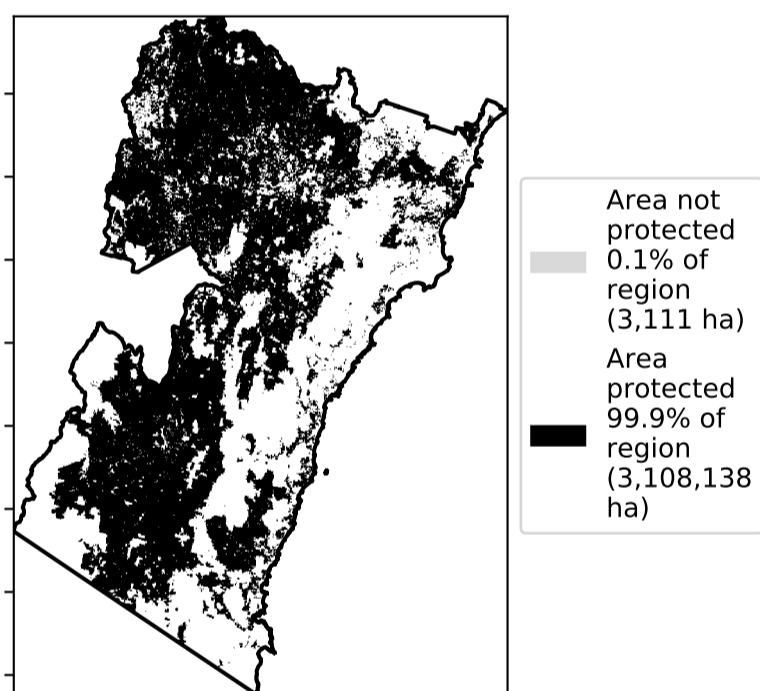 Area not
protected
0.1% of
region
(3,111 ha)
Area
protected
99.9% of
region
(3,108,138
ha)